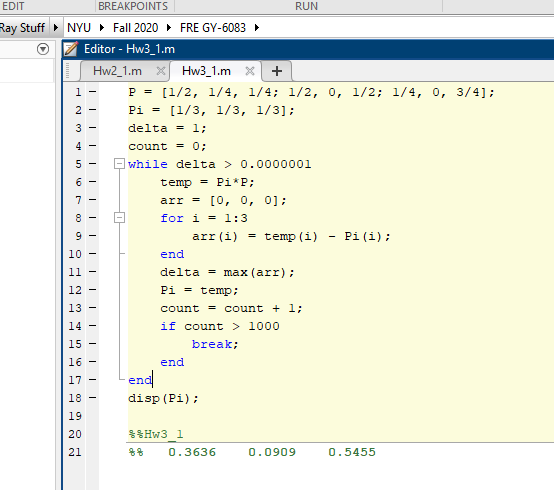 EDIT BREAKPOINTS RUN
Ray Stuff NYU Fall 2020 FRE GY-6083
Editor - Hw3_1.m
Hw2_1.m Hw3_1.m
1 P = [1/2, 1/4, 1/4; 1/2, 0, 1/2; 1/4, 0, 3/4];
2 Pi = [1/3, 1/3, 1/3];
3 delta = 1;
4 count = 0;
5 while delta > 0.0000001
6 temp = Pi*P;
7 arr = [0, 0, 0];
8 for i = 1:3
9 arr(i) = temp(i) - Pi(i);
10 end
11 delta = max(arr);
12 Pi = temp;
13 count = count + 1;
14 if count > 1000
15 break;
16 end
17 end
18 disp(Pi);
19
20 %%Hw3_1
21 %% 0.3636 0.0909 0.5455